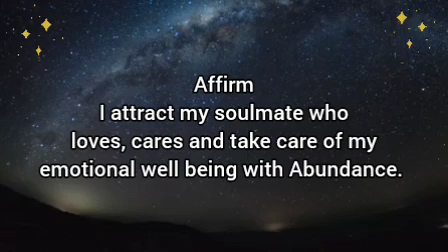 Affirm
I attract my soulmate who
loves, cares and take care of my
emotional well being with Abundance.